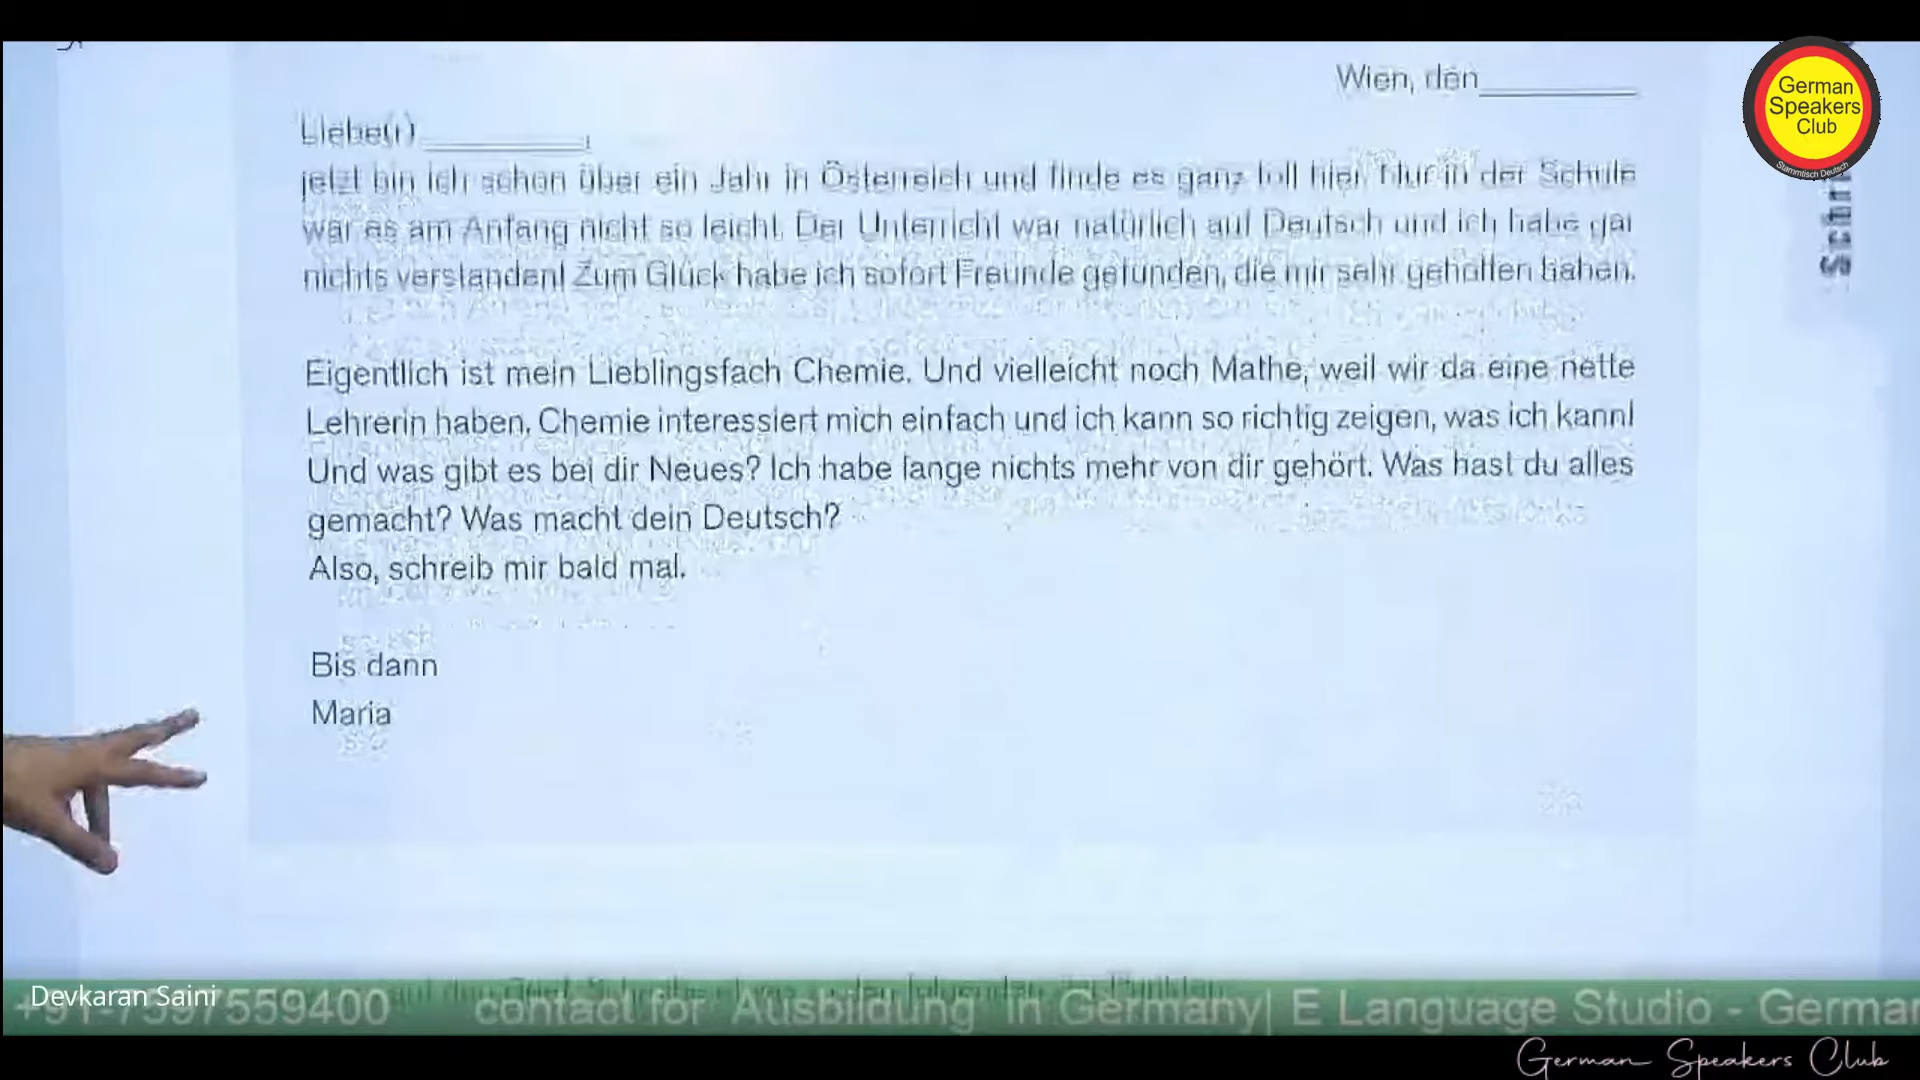 Wien, den__________
German
Speakers
Club
Stammtisch Deutsch
Liebe(r) __________,
jetzt bin ich schon über ein Jahr in Österreich und finde es ganz toll hier. Nur in der Schule
war es am Anfang nicht so leicht. Der Unterricht war natürlich auf Deutsch und ich habe gar
nichts verstanden! Zum Glück habe ich sofort Freunde gefunden, die mir sehr geholfen haben.
Eigentlich ist mein Lieblingsfach Chemie. Und vielleicht noch Mathe, weil wir da eine nette
Lehrerin haben. Chemie interessiert mich einfach und ich kann so richtig zeigen, was ich kann!
Und was gibt es bei dir Neues? Ich habe lange nichts mehr von dir gehört. Was hast du alles
gemacht? Was macht dein Deutsch?
Also, schreib mir bald mal.
Bis dann
Maria
Devkaran Saini
+91-7597559400 contact for Ausbildung in Germany| E Language Studio - German
German Speakers Club